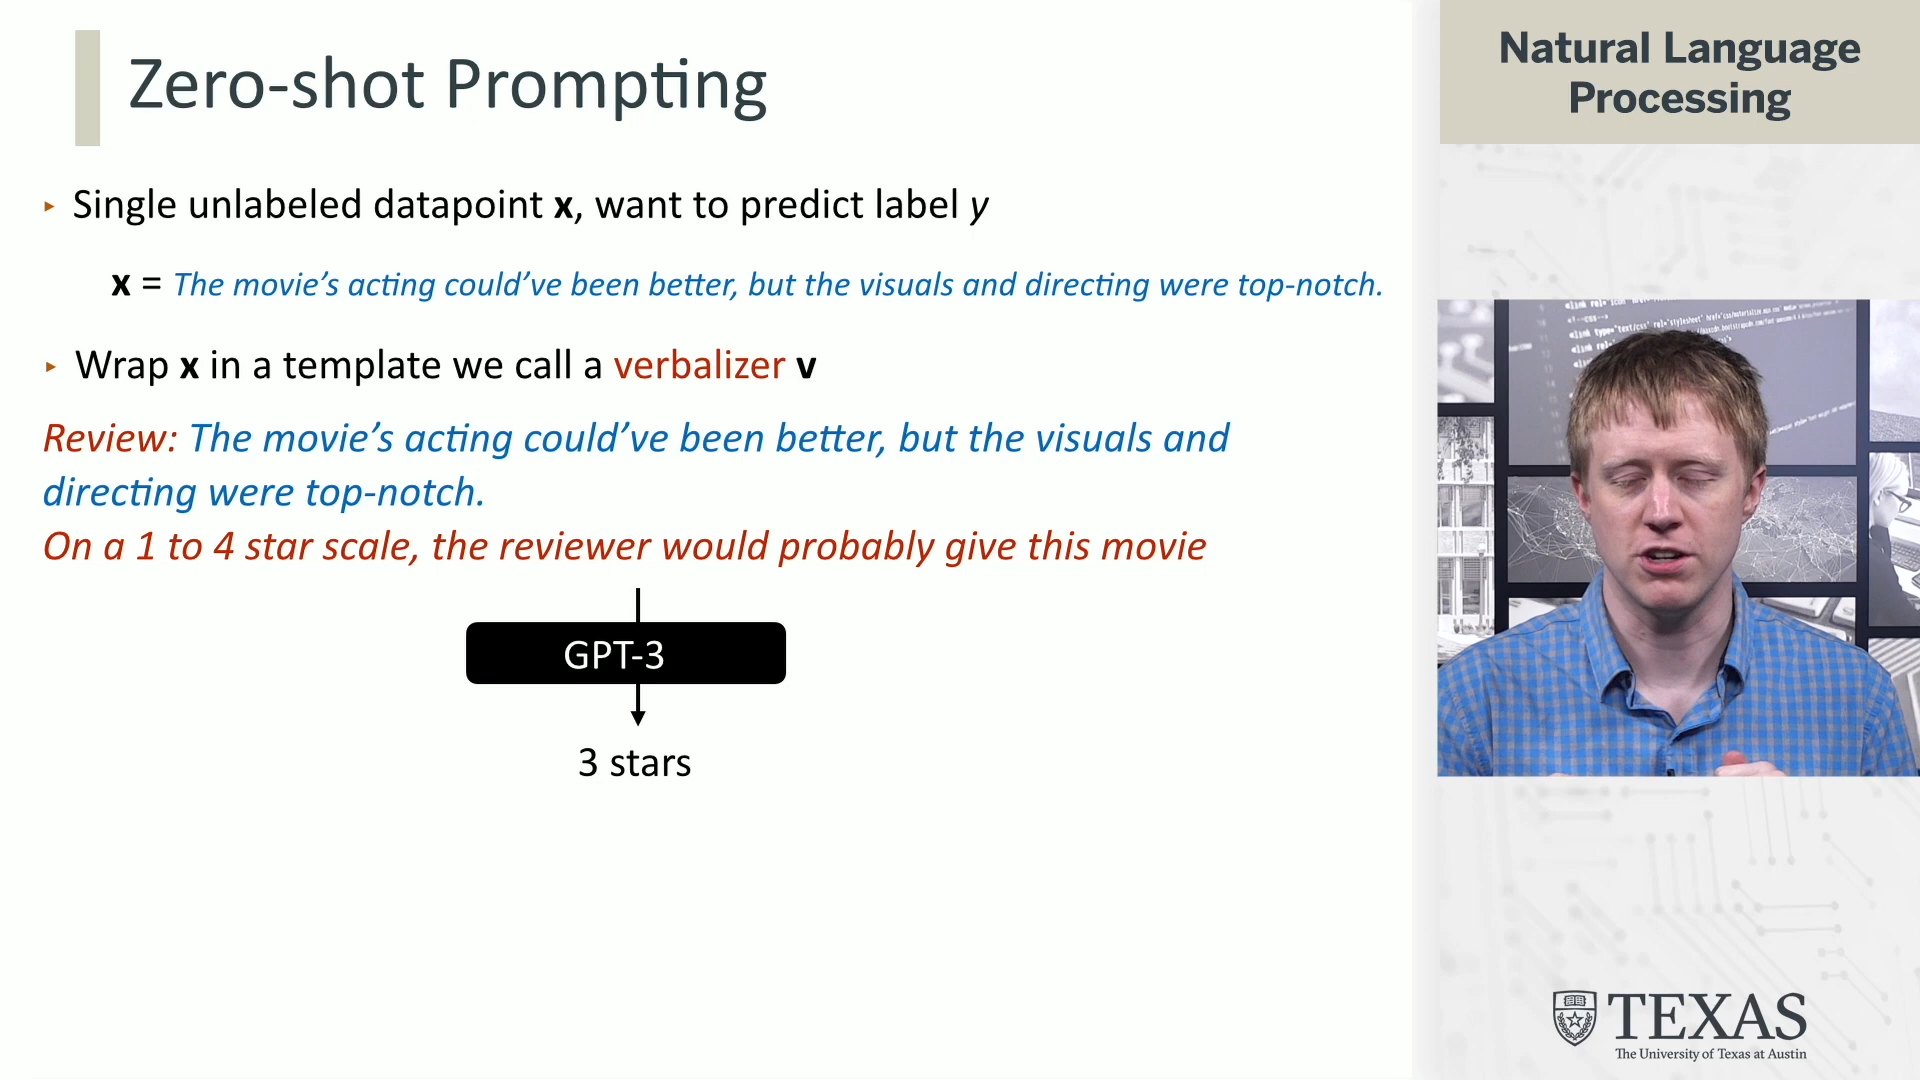 Zero-shot Prompting
Natural Language
Processing
‣ Single unlabeled datapoint x, want to predict label y
x = The movie’s acting could’ve been better, but the visuals and directing were top-notch.
‣ Wrap x in a template we call a verbalizer v
Review: The movie’s acting could’ve been better, but the visuals and
directing were top-notch.
On a 1 to 4 star scale, the reviewer would probably give this movie
GPT-3
3 stars
TEXAS
The University of Texas at Austin